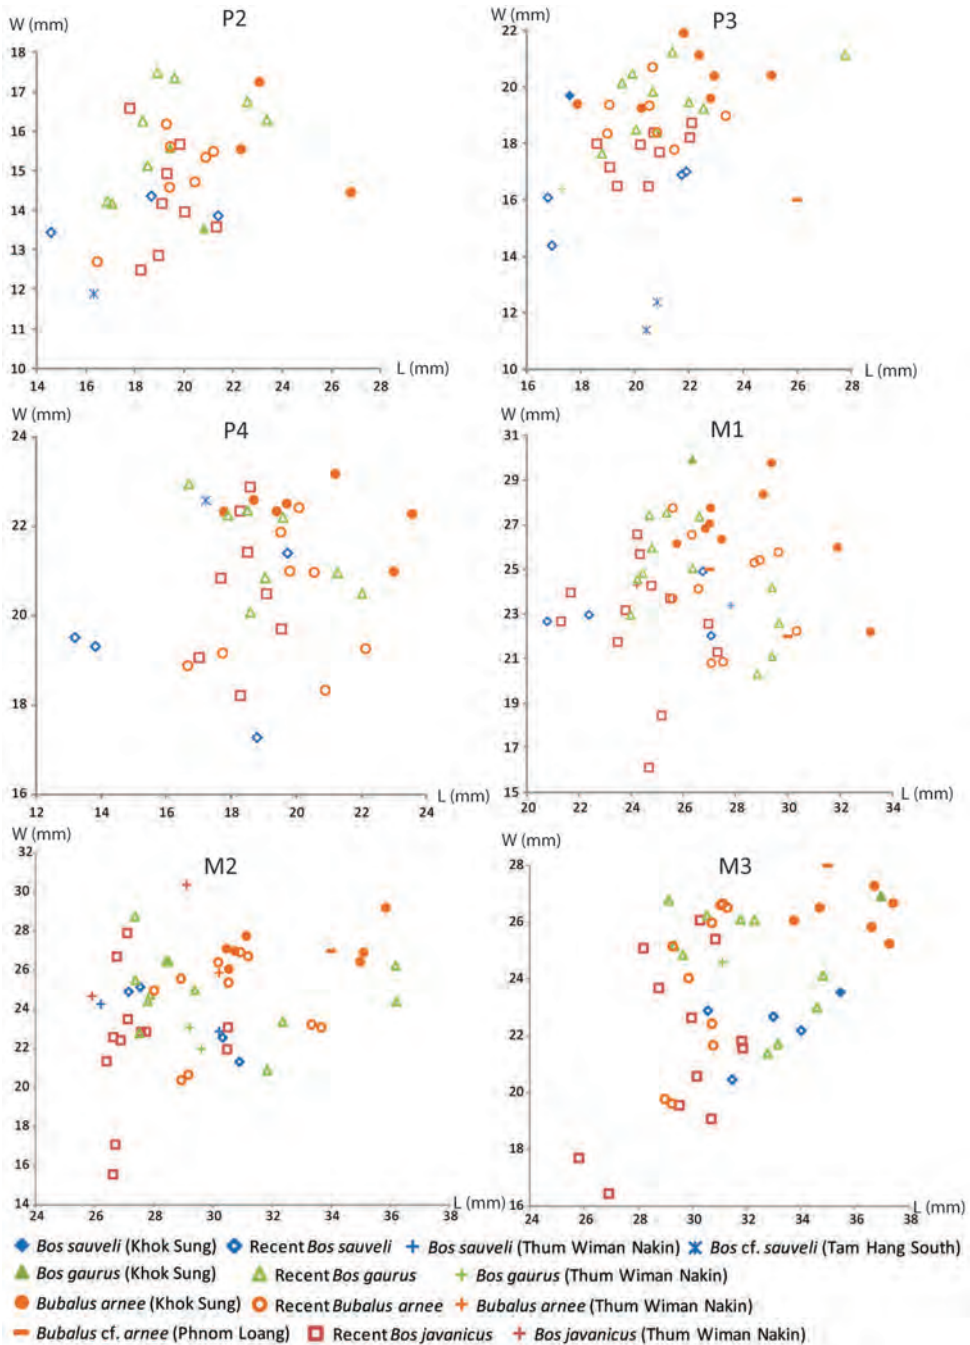 W (mm)
P2
18
17
16
15
14
13
12
11
10
14 16 18 20 22 24 26 28 L (mm)
W (mm)
P3
22
20
18
16
14
12
10
16 18 20 22 24 26 28
L (mm)
W (mm)
P4
24
22
20
18
16
12 14 16 18 20 22 24
L (mm)
W (mm)
M1
31
29
27
25
23
21
19
17
15
20 22 24 26 28 30 32 34
L (mm)
W (mm)
M2
32
30
28
26
24
22
20
18
16
14
24 26 28 30 32 34 36 38
L (mm)
W (mm)
M3
28
26
24
22
20
18
16
24 26 28 30 32 34 36 38
L (mm)
Bos sauveli (Khok Sung) Recent Bos sauveli Bos sauveli (Thum Wiman Nakin) Bos cf. sauveli (Tam Hang South)
Bos gaurus (Khok Sung) Recent Bos gaurus Bos gaurus (Thum Wiman Nakin)
Bubalus arnee (Khok Sung) Recent Bubalus arnee Bubalus arnee (Thum Wiman Nakin)
Bubalus cf. arnee (Phnom Loang) Recent Bos javanicus Bos javanicus (Thum Wiman Nakin)